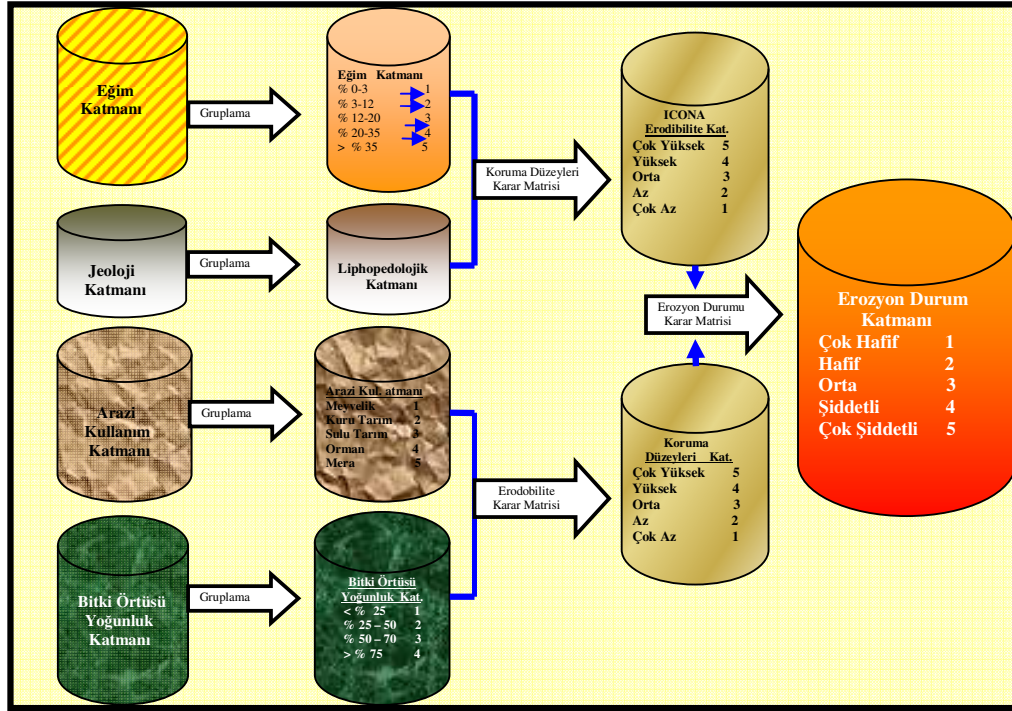 Eğim
Katmanı
Gruplama
Eğim Katmanı
% 0-3 1
% 3-12 2
% 12-20 3
% 20-35 4
> % 35 5
Jeoloji
Katmanı
Gruplama
Liphopedolojik
Katmanı
Koruma Düzeyleri
Karar Matrisi
ICONA
Erodibilite Kat.
Çok Yüksek 5
Yüksek 4
Orta 3
Az 2
Çok Az 1
Arazi
Kullanım
Katmanı
Gruplama
Arazi Kul. atmanı
Meyvelik 1
Kuru Tarım 2
Sulu Tarım 3
Orman 4
Mera 5
Bitki Örtüsü
Yoğunluk
Katmanı
Gruplama
Bitki Örtüsü
Yoğunluk Kat.
< % 25 1
% 25 – 50 2
% 50 – 70 3
> % 75 4
Erodobilite
Karar Matrisi
Koruma
Düzeyleri Kat.
Çok Yüksek 5
Yüksek 4
Orta 3
Az 2
Çok Az 1
Erozyon Durumu
Karar Matrisi
Erozyon Durum
Katmanı
Çok Hafif 1
Hafif 2
Orta 3
Şiddetli 4
Çok Şiddetli 5